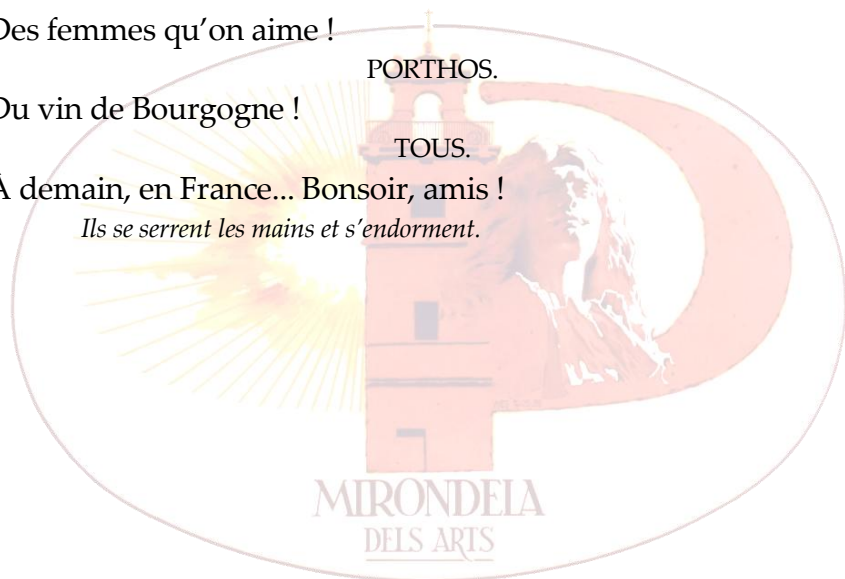 Des femmes qu’on aime !
PORTHOS.
Du vin de Bourgogne !
TOUS.
À demain, en France... Bonsoir, amis !
Ils se serrent les mains et s’endorment.
MIRONDELA
DELS ARTS